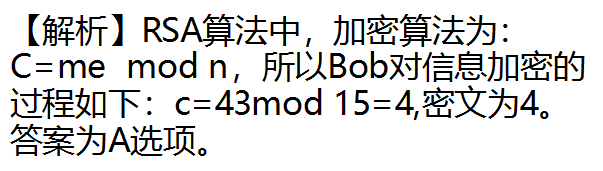 【解析】RSA算法中，加密算法为：
C=me  mod n，所以Bob对信息加密的
过程如下：c=43mod 15=4,密文为4。
答案为A选项。